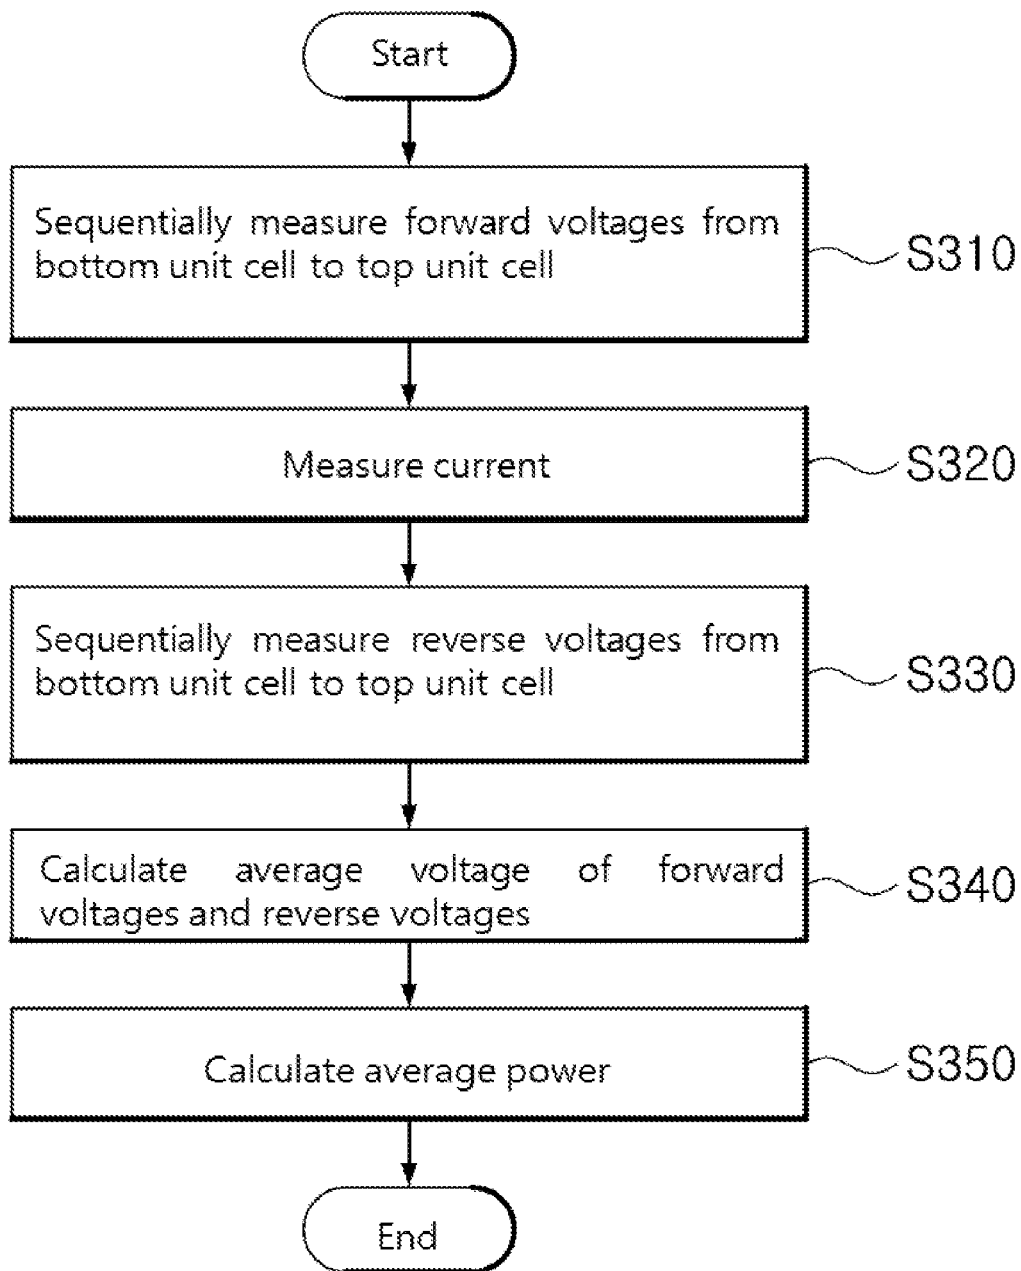 Start
Sequentially measure forward voltages from
bottom unit cell to top unit cell
S310
Measure current
S320
Sequentially measure reverse voltages from
bottom unit cell to top unit cell
S330
Calculate average voltage of forward
voltages and reverse voltages
S340
Calculate average power
S350
End